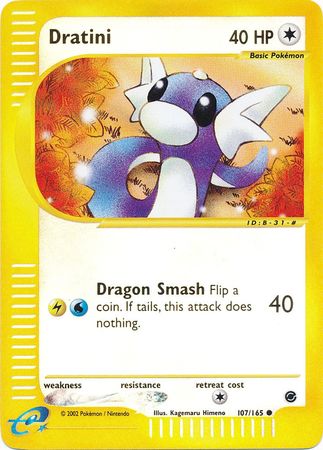 Dratini 40 HP
Basic Pokémon
ID:B-31-#
Dragon Smash Flip a
coin. If tails, this attack does
nothing.
40
weakness resistance retreat cost
e © 2002 Pokémon / Nintendo Illus. Kagemaru Himeno 107/165 ●